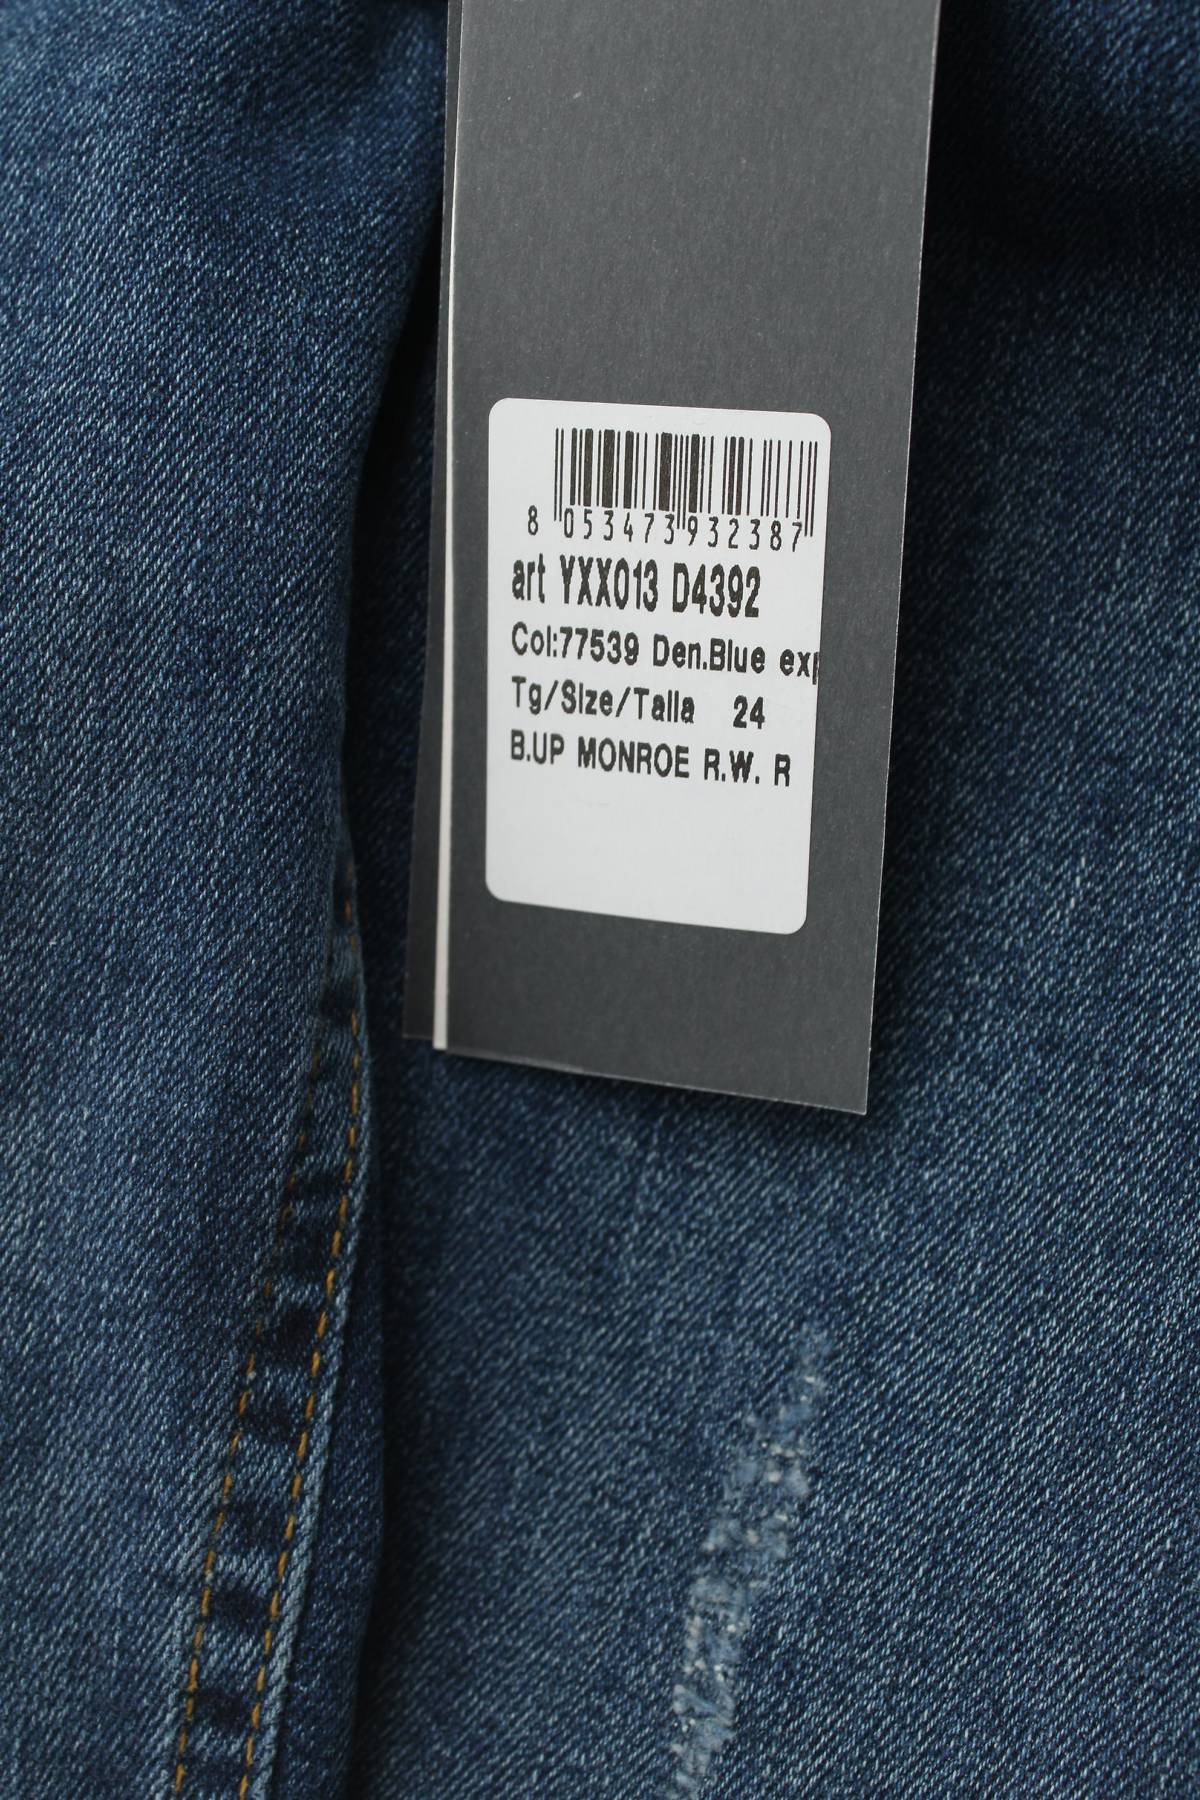 8 053473 932387
art YXX013 D4392
Col:77539 Den.Blue exp
Tg/Size/Talla 24
B.UP MONROE R.W. R